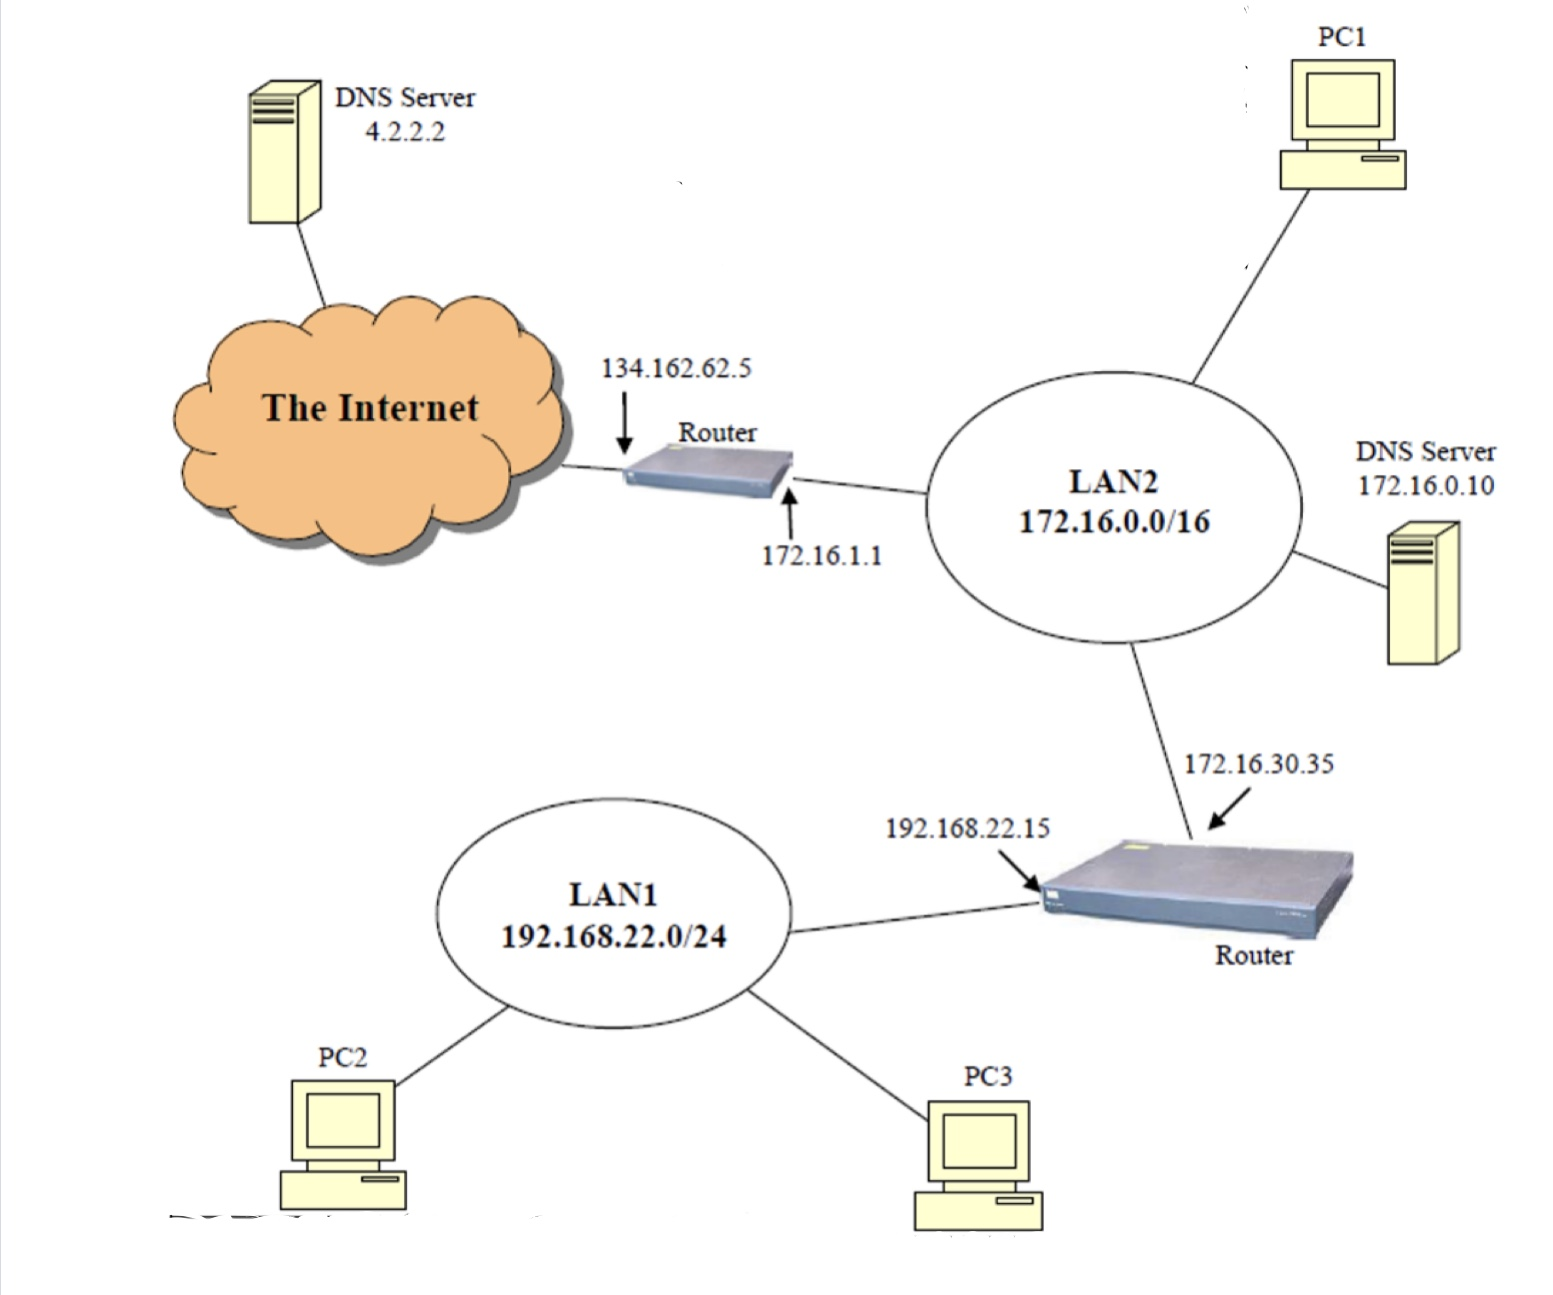 PC1
DNS Server
4.2.2.2
134.162.62.5
The Internet
Router
DNS Server
172.16.0.10
LAN2
172.16.0.0/16
172.16.1.1
172.16.30.35
192.168.22.15
LAN1
192.168.22.0/24
Router
PC2
PC3